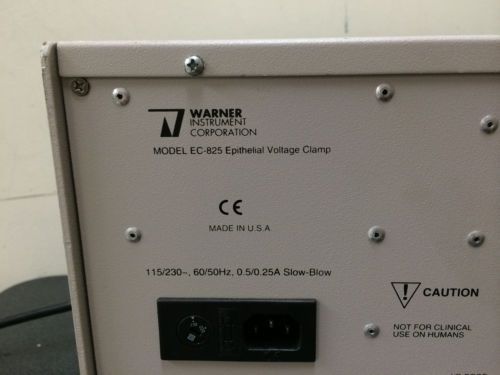 WARNER
INSTRUMENT
CORPORATION
MODEL EC-825 Epithelial Voltage Clamp
CE
MADE IN U.S.A
115/230~, 60/50Hz, 0.5/0.25A Slow-Blow
! CAUTION
NOT FOR CLINICAL
USE ON HUMANS